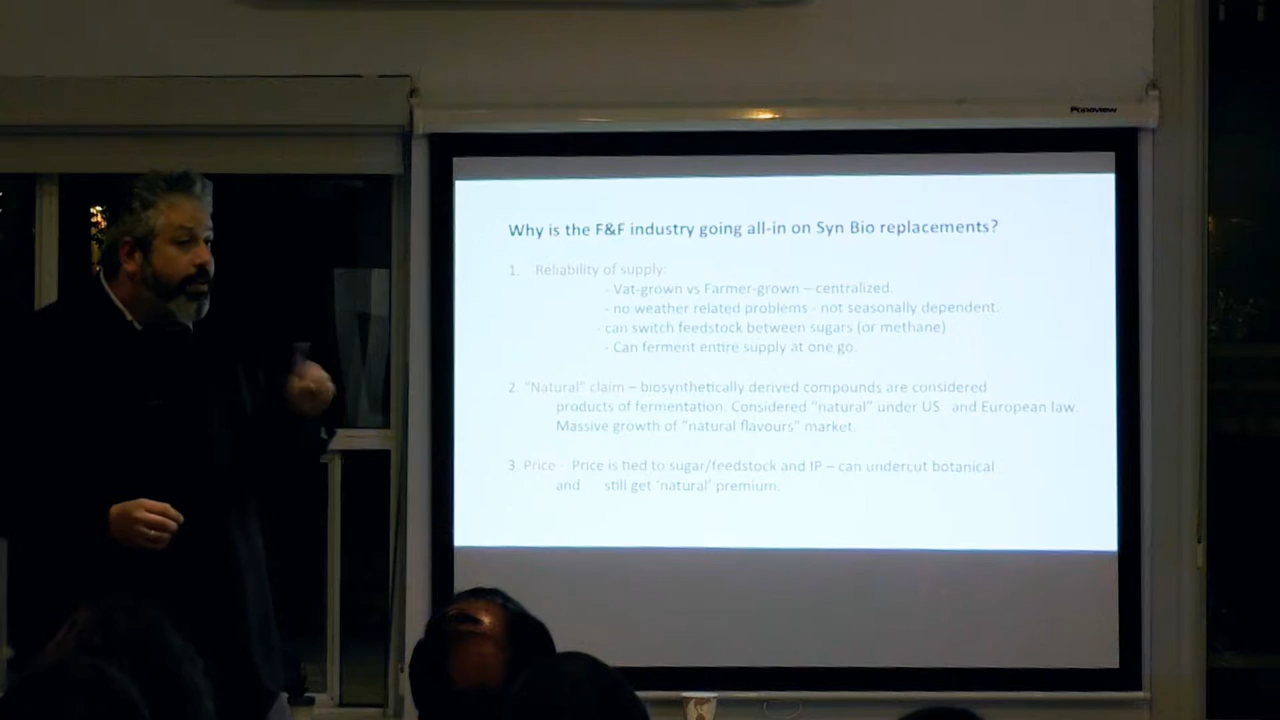 Pronoview
Why is the F&F industry going all-in on Syn Bio replacements?
1. Reliability of supply:
- Vat-grown vs Farmer-grown – centralized.
- no weather related problems - not seasonally dependent.
- can switch feedstock between sugars (or methane)
- Can ferment entire supply at one go.
2. "Natural" claim – biosynthetically derived compounds are considered
products of fermentation. Considered "natural" under US and European law.
Massive growth of "natural flavours" market.
3. Price - Price is tied to sugar/feedstock and IP – can undercut botanical
and still get 'natural' premium.